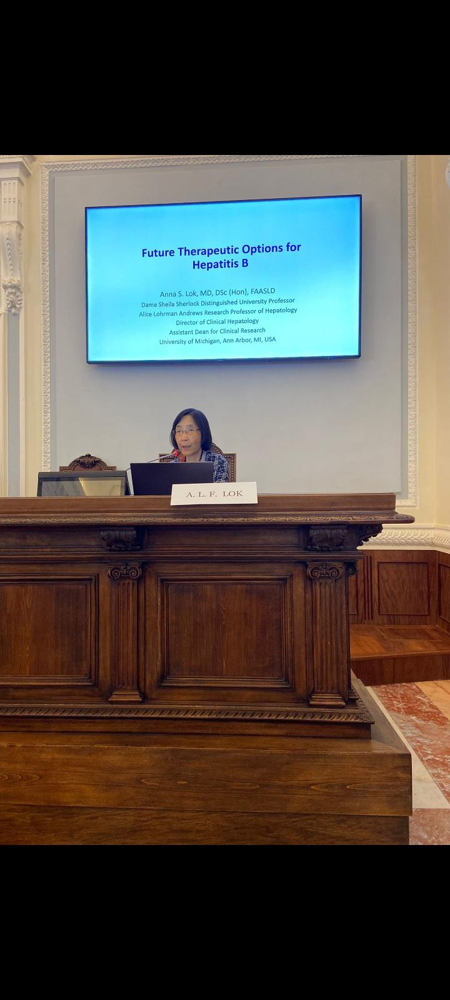 Future Therapeutic Options for
Hepatitis B
Anna S. Lok, MD, DSc (Hon), FAASLD
Dame Sheila Sherlock Distinguished University Professor
Alice Lohrman Andrews Research Professor of Hepatology
Director of Clinical Hepatology
Assistant Dean for Clinical Research
University of Michigan, Ann Arbor, MI, USA
A. L. F. LOK